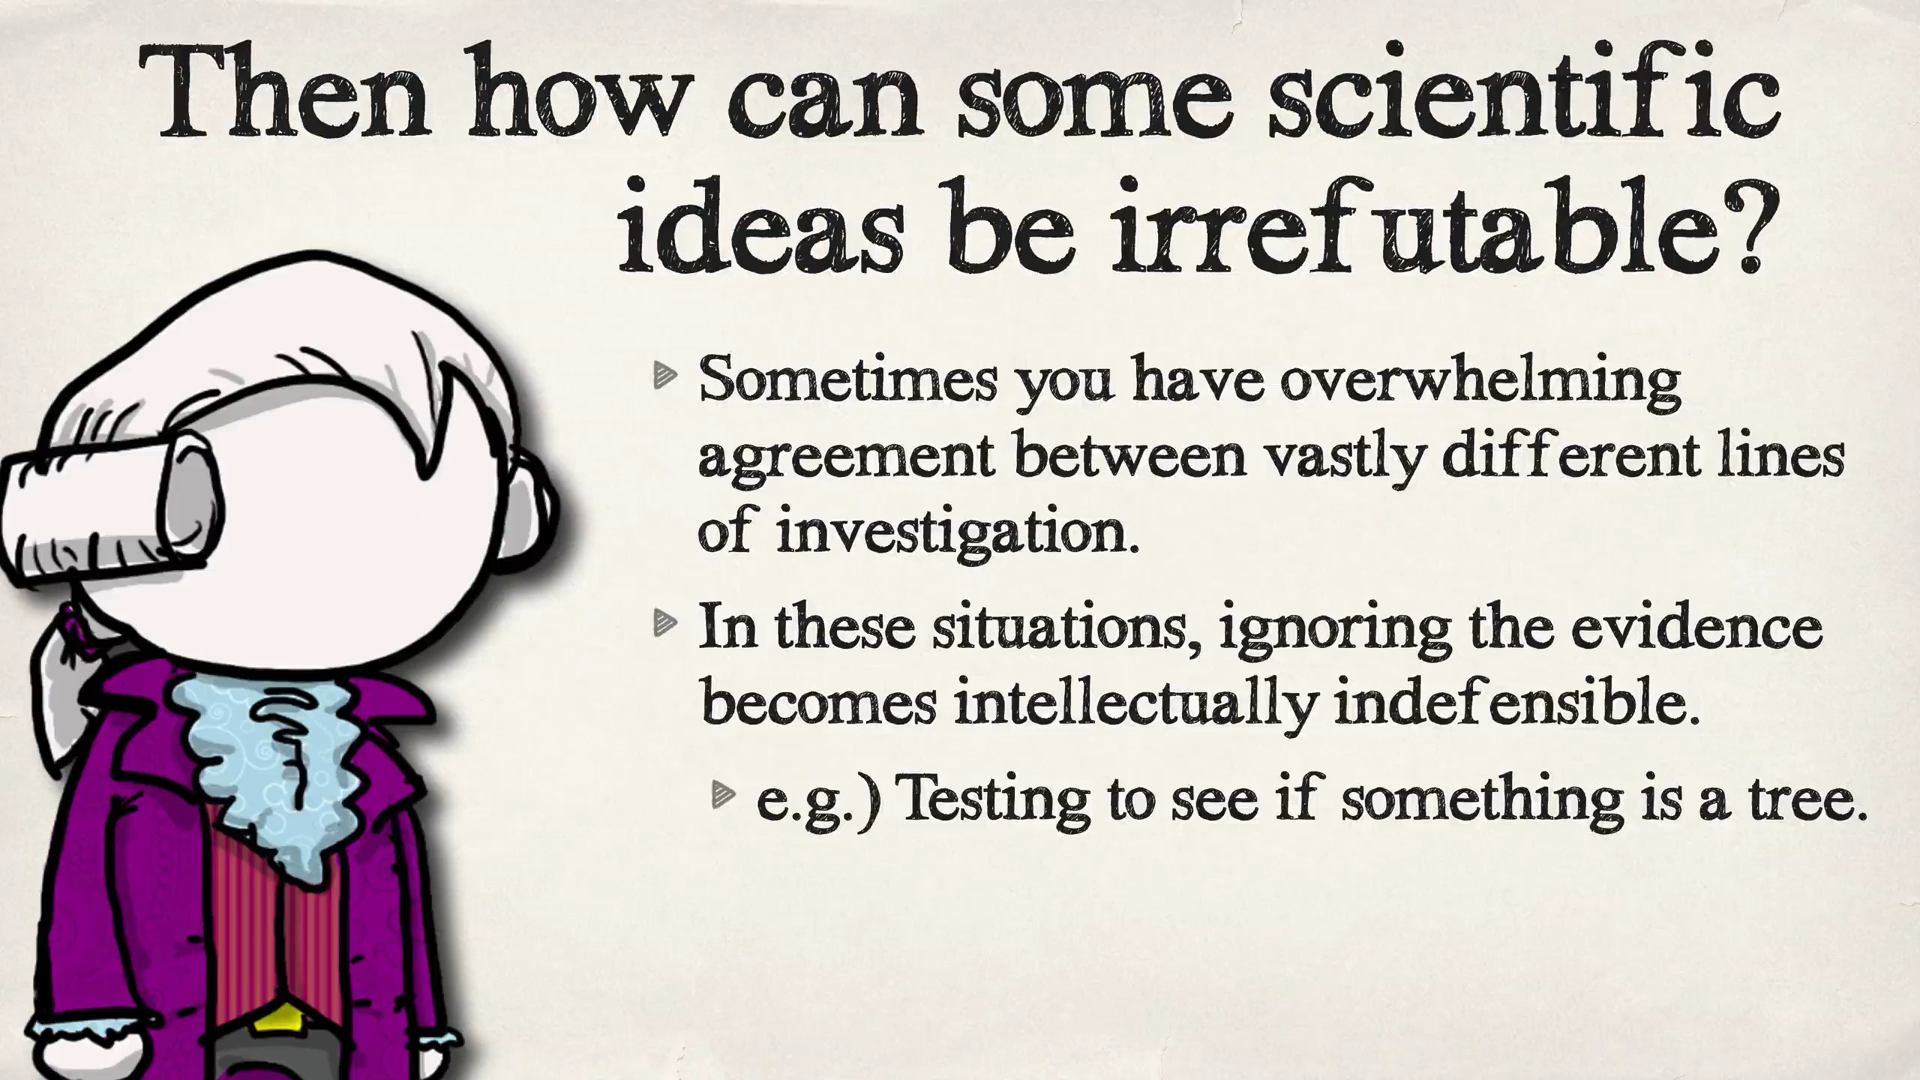 Then how can some scientific
ideas be irrefutable?
Sometimes you have overwhelming
agreement between vastly different lines
of investigation.
In these situations, ignoring the evidence
becomes intellectually indefensible.
e.g.) Testing to see if something is a tree.